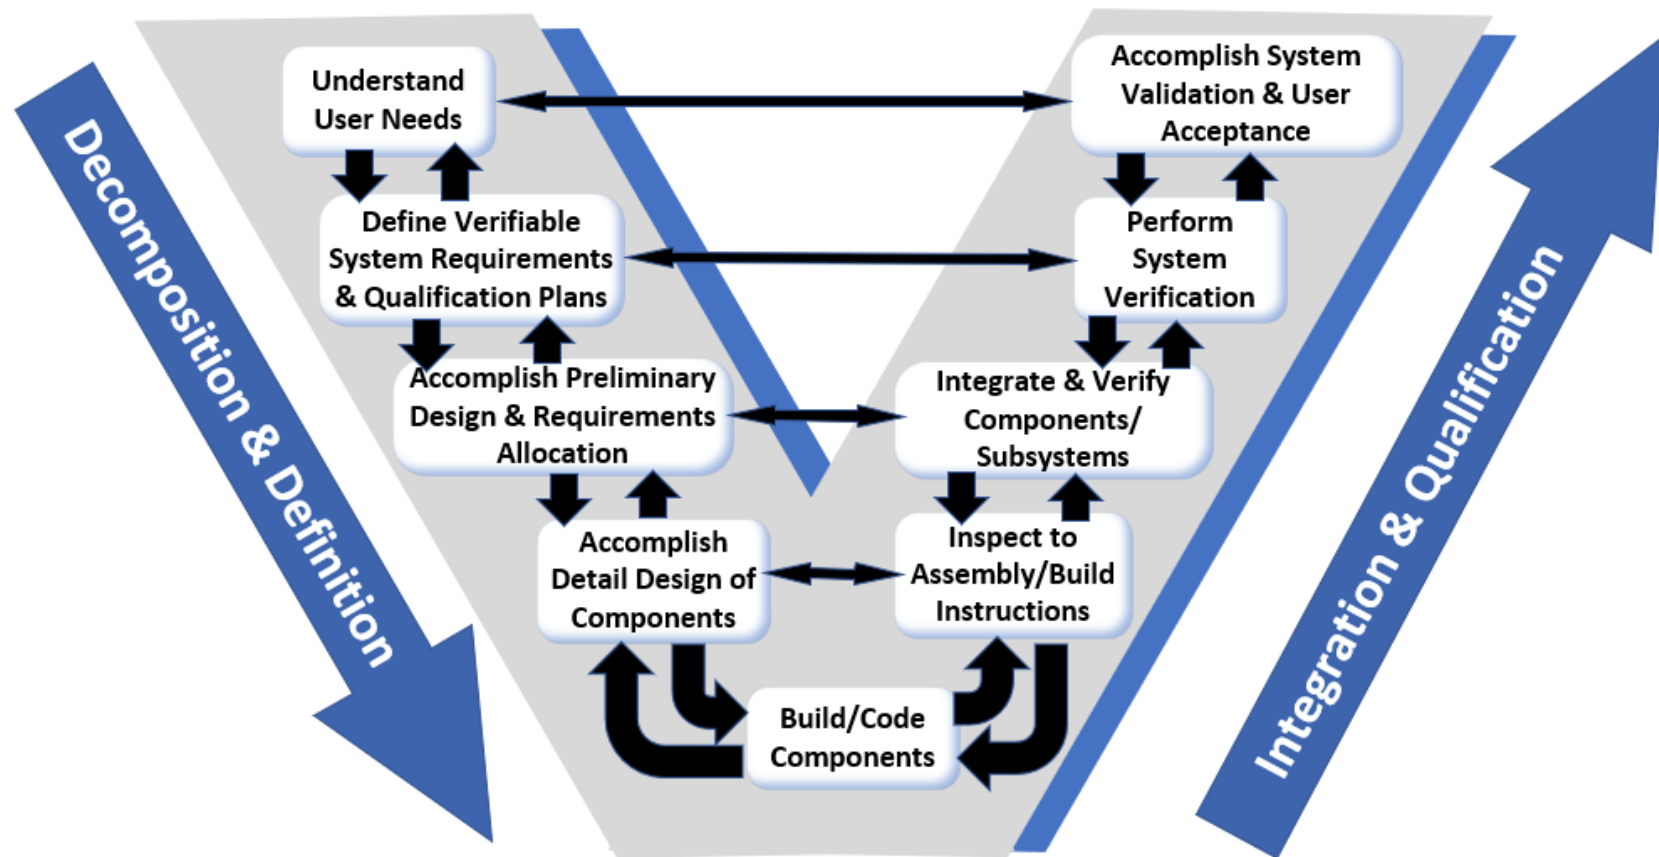 Decomposition & Definition
Understand
User Needs
Define Verifiable
System Requirements
& Qualification Plans
Accomplish Preliminary
Design & Requirements
Allocation
Accomplish
Detail Design of
Components
Build/Code
Components
Inspect to
Assembly/Build
Instructions
Integrate & Verify
Components/
Subsystems
Perform
System
Verification
Accomplish System
Validation & User
Acceptance
Integration & Qualification